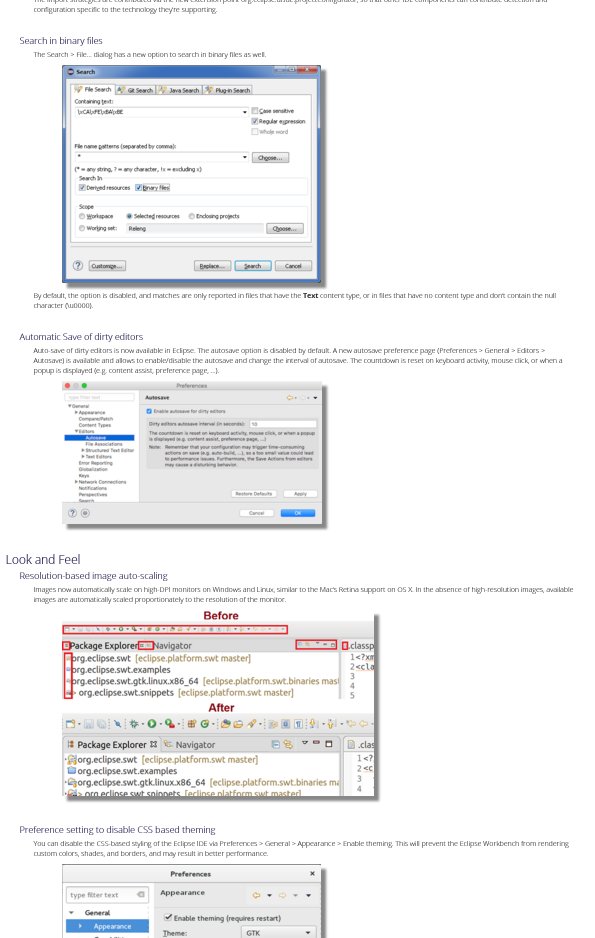 configuration specific to the technology they're supporting.
Search in binary files
The Search > File... dialog has a new option to search in binary files as well.
Search
File Search Git Search Java Search Plug-in Search
Containing text:
\xCA\xFE\xBA\xBE
Case sensitive
Regular expression
Whole word
File name patterns (separated by comma):
*
Choose...
(* = any string, ? = any character, != excluding x)
Search In
Derived resources Binary files
Scope
Workspace Selected resources Enclosing projects
Working set: Releng Choose...
Customize... Replace... Search Cancel
By default, the option is disabled, and matches are only reported in files that have the Text content type, or in files that have no content type and don't contain the null
character (\u0000).
Automatic Save of dirty editors
Auto-save of dirty editors is now available in Eclipse. The autosave option is disabled by default. A new autosave preference page (Preferences > General > Editors >
Autosave) is available and allows to enable/disable the autosave and change the interval of autosave. The countdown is reset on keyboard activity, mouse click, or when a
popup is displayed (e.g. content assist, preference page, ...).
Preferences
type filter text
General
Appearance
Compare/Patch
Content Types
Editors
Autosave
File Associations
Structured Text Editor
Text Editors
Error Reporting
Globalization
Keys
Network Connections
Notifications
Perspectives
Search
Autosave
Enable autosave for dirty editors
Dirty editors autosave interval (in seconds): 10
The countdown is reset on keyboard activity, mouse click, or when a popup
is displayed (e.g. content assist, preference page, ...)
Note: Remember that your configuration may trigger time-consuming
actions on save (e.g. auto-build, ...), so a too small value could lead
to performance issues. Furthermore, the Save Actions from editors
may cause a disturbing behavior.
Restore Defaults Apply
Cancel OK
Look and Feel
Resolution-based image auto-scaling
Images now automatically scale on high-DPI monitors on Windows and Linux, similar to the Mac's Retina support on OS X. In the absence of high-resolution images, available
images are automatically scaled proportionately to the resolution of the monitor.
Before
Package Explorer Navigator .classp
org.eclipse.swt [eclipse.platform.swt master] 1 <?xm
org.eclipse.swt.examples 2 <cla
org.eclipse.swt.gtk.linux.x86_64 [eclipse.platform.swt.binaries mast 3
4
> org.eclipse.swt.snippets [eclipse.platform.swt master] 5
After
Package Explorer Navigator .clas
org.eclipse.swt [eclipse.platform.swt master] 1 <?
org.eclipse.swt.examples 2 <c
org.eclipse.swt.gtk.linux.x86_64 [eclipse.platform.swt.binaries ma 3
> org.eclipse.swt.snippets [eclipse.platform.swt master] 4
Preference setting to disable CSS based theming
You can disable the CSS-based styling of the Eclipse IDE via Preferences > General > Appearance > Enable theming. This will prevent the Eclipse Workbench from rendering
custom colors, shades, and borders, and may result in better performance.
Preferences
type filter text
Appearance
General
Appearance
Enable theming (requires restart)
Theme: GTK